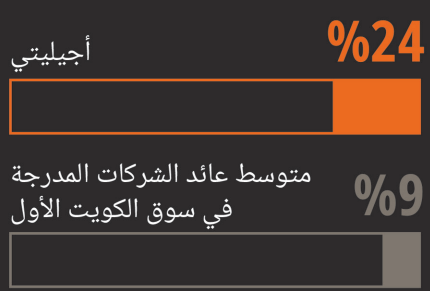 %24
أجيليتي
%9
متوسط عائد الشركات المدرجة
في سوق الكويت الأول